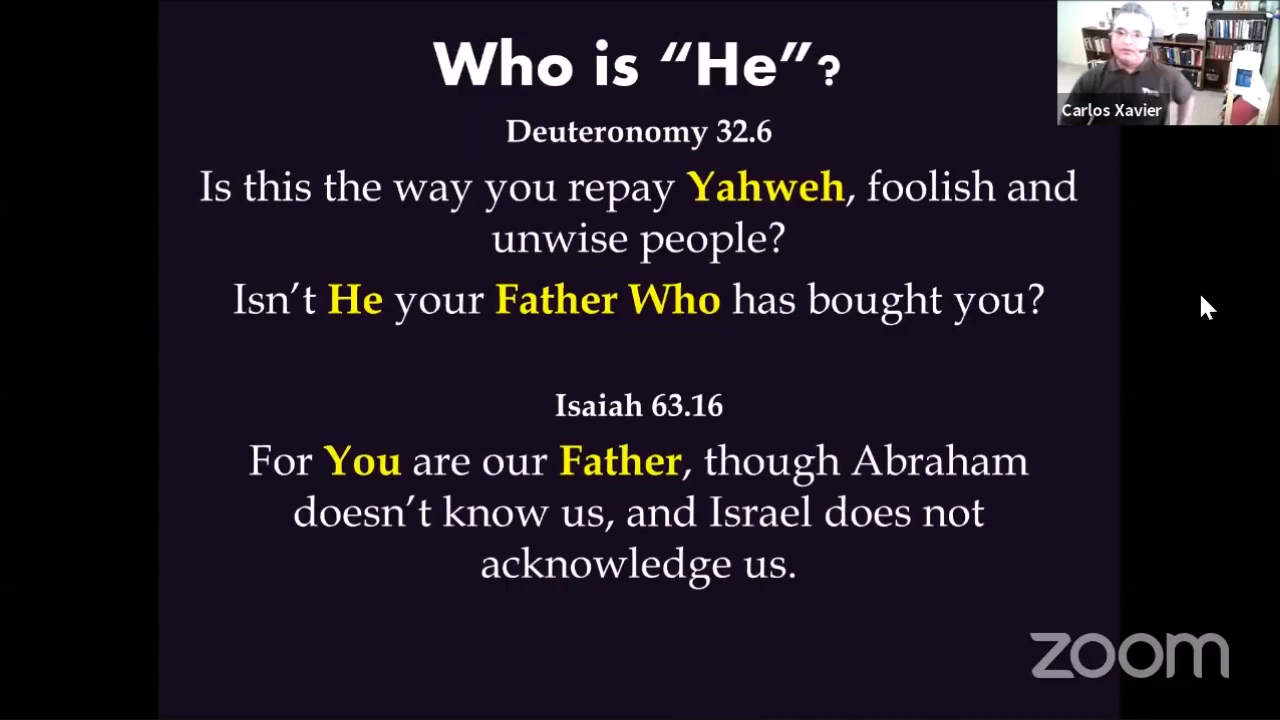 Who is “He”?
Carlos Xavier
Deuteronomy 32.6
Is this the way you repay Yahweh, foolish and
unwise people?
Isn’t He your Father Who has bought you?
Isaiah 63.16
For You are our Father, though Abraham
doesn’t know us, and Israel does not
acknowledge us.
zoom